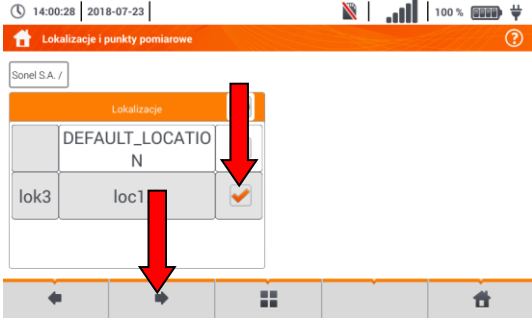 14:00:28 2018-07-23 100 %
Lokalizacje i punkty pomiarowe ?
Sonel S.A. /
Lokalizacje
DEFAULT_LOCATIO
N
lok3 loc1